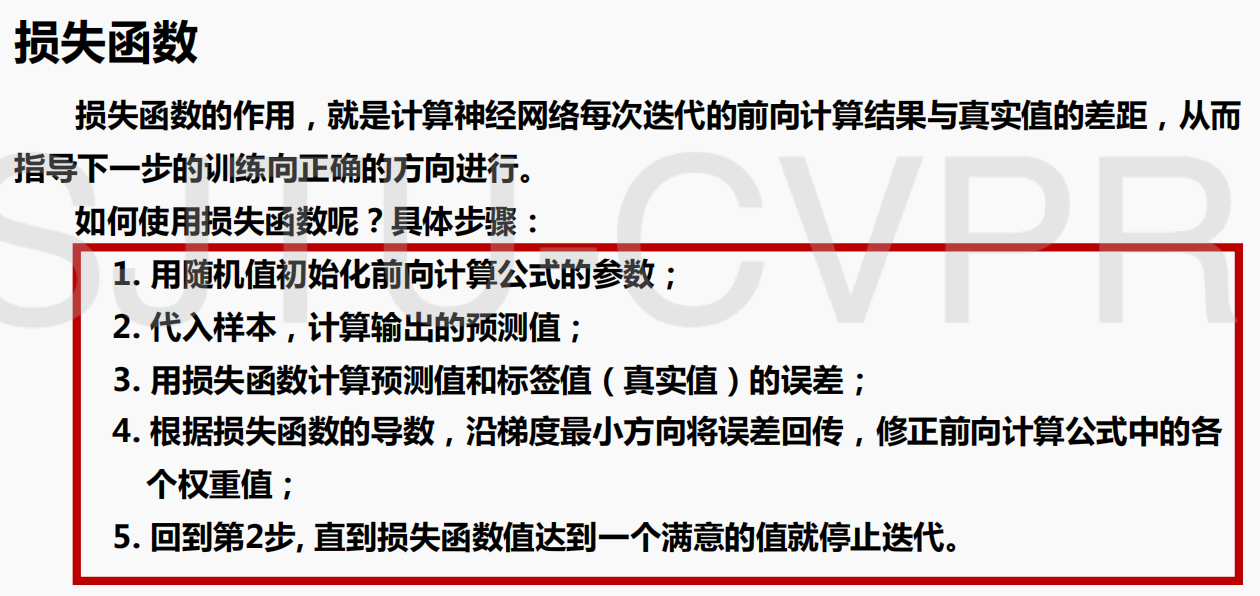 损失函数
损失函数的作用，就是计算神经网络每次迭代的前向计算结果与真实值的差距，从而
指导下一步的训练向正确的方向进行。
如何使用损失函数呢？具体步骤：
1. 用随机值初始化前向计算公式的参数；
2. 代入样本，计算输出的预测值；
3. 用损失函数计算预测值和标签值（真实值）的误差；
4. 根据损失函数的导数，沿梯度最小方向将误差回传，修正前向计算公式中的各
个权重值；
5. 回到第2步, 直到损失函数值达到一个满意的值就停止迭代。
SJTU-CVPR